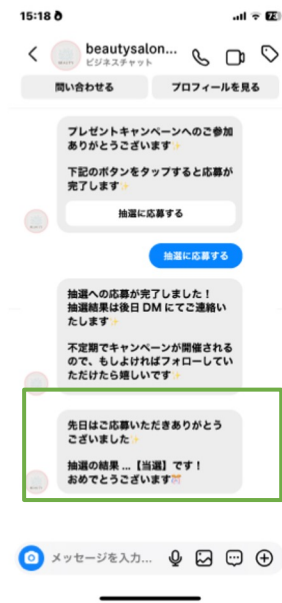 15:18
73
beautysalon...
ビジネスチャット
問い合わせる
プロフィールを見る
プレゼントキャンペーンへのご参加
ありがとうございます✨
下記のボタンをタップすると応募が
完了します✨
抽選に応募する
抽選に応募する
抽選への応募が完了しました！
抽選結果は後日 DM にてご連絡い
たします✨
不定期でキャンペーンが開催される
ので、もしよければフォローしてい
ただけたら嬉しいです✨
先日はご応募いただきありがとう
ございました✨
抽選の結果 ...【当選】です！
おめでとうございます🎊
メッセージを入力...